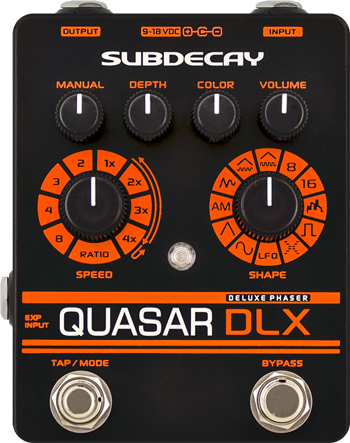 OUTPUT 9-18 VDC INPUT
SUBDECAY
MANUAL DEPTH COLOR VOLUME
2 1x 8
3 2x 16
4 3x AM
8 4x
RATIO LFO
SPEED SHAPE
DELUXE PHASER
EXP
INPUT
QUASAR DLX
TAP/MODE BYPASS